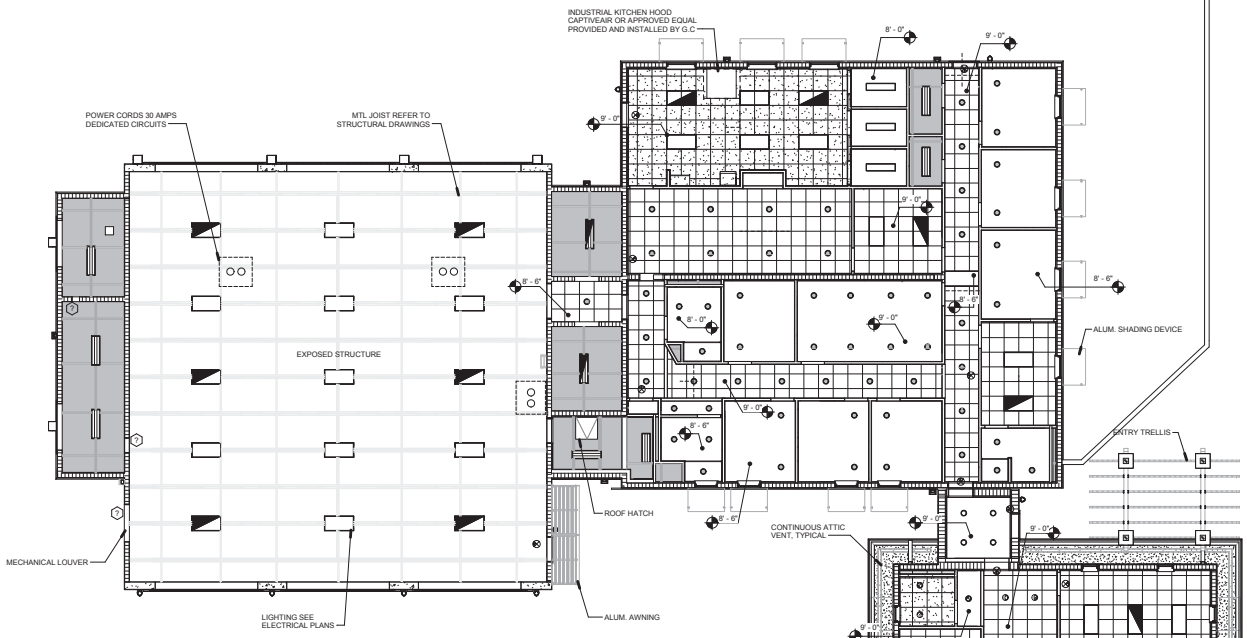 INDUSTRIAL KITCHEN HOOD
CAPTIVEAIR OR APPROVED EQUAL
PROVIDED AND INSTALLED BY G.C
8' - 0"
9' - 0"
POWER CORDS 30 AMPS
DEDICATED CIRCUITS
MTL JOIST REFER TO
STRUCTURAL DRAWINGS
9' - 0"
9' - 0"
8' - 6"
8' - 6"
8' - 6"
?
8' - 0"
9' - 0"
ALUM. SHADING DEVICE
EXPOSED STRUCTURE
9' - 0"
8' - 6"
ENTRY TRELLIS
?
?
ROOF HATCH
8' - 6"
CONTINUOUS ATTIC
VENT, TYPICAL
9' - 0"
9' - 0"
MECHANICAL LOUVER
LIGHTING SEE
ELECTRICAL PLANS
ALUM. AWNING
9' - 0"